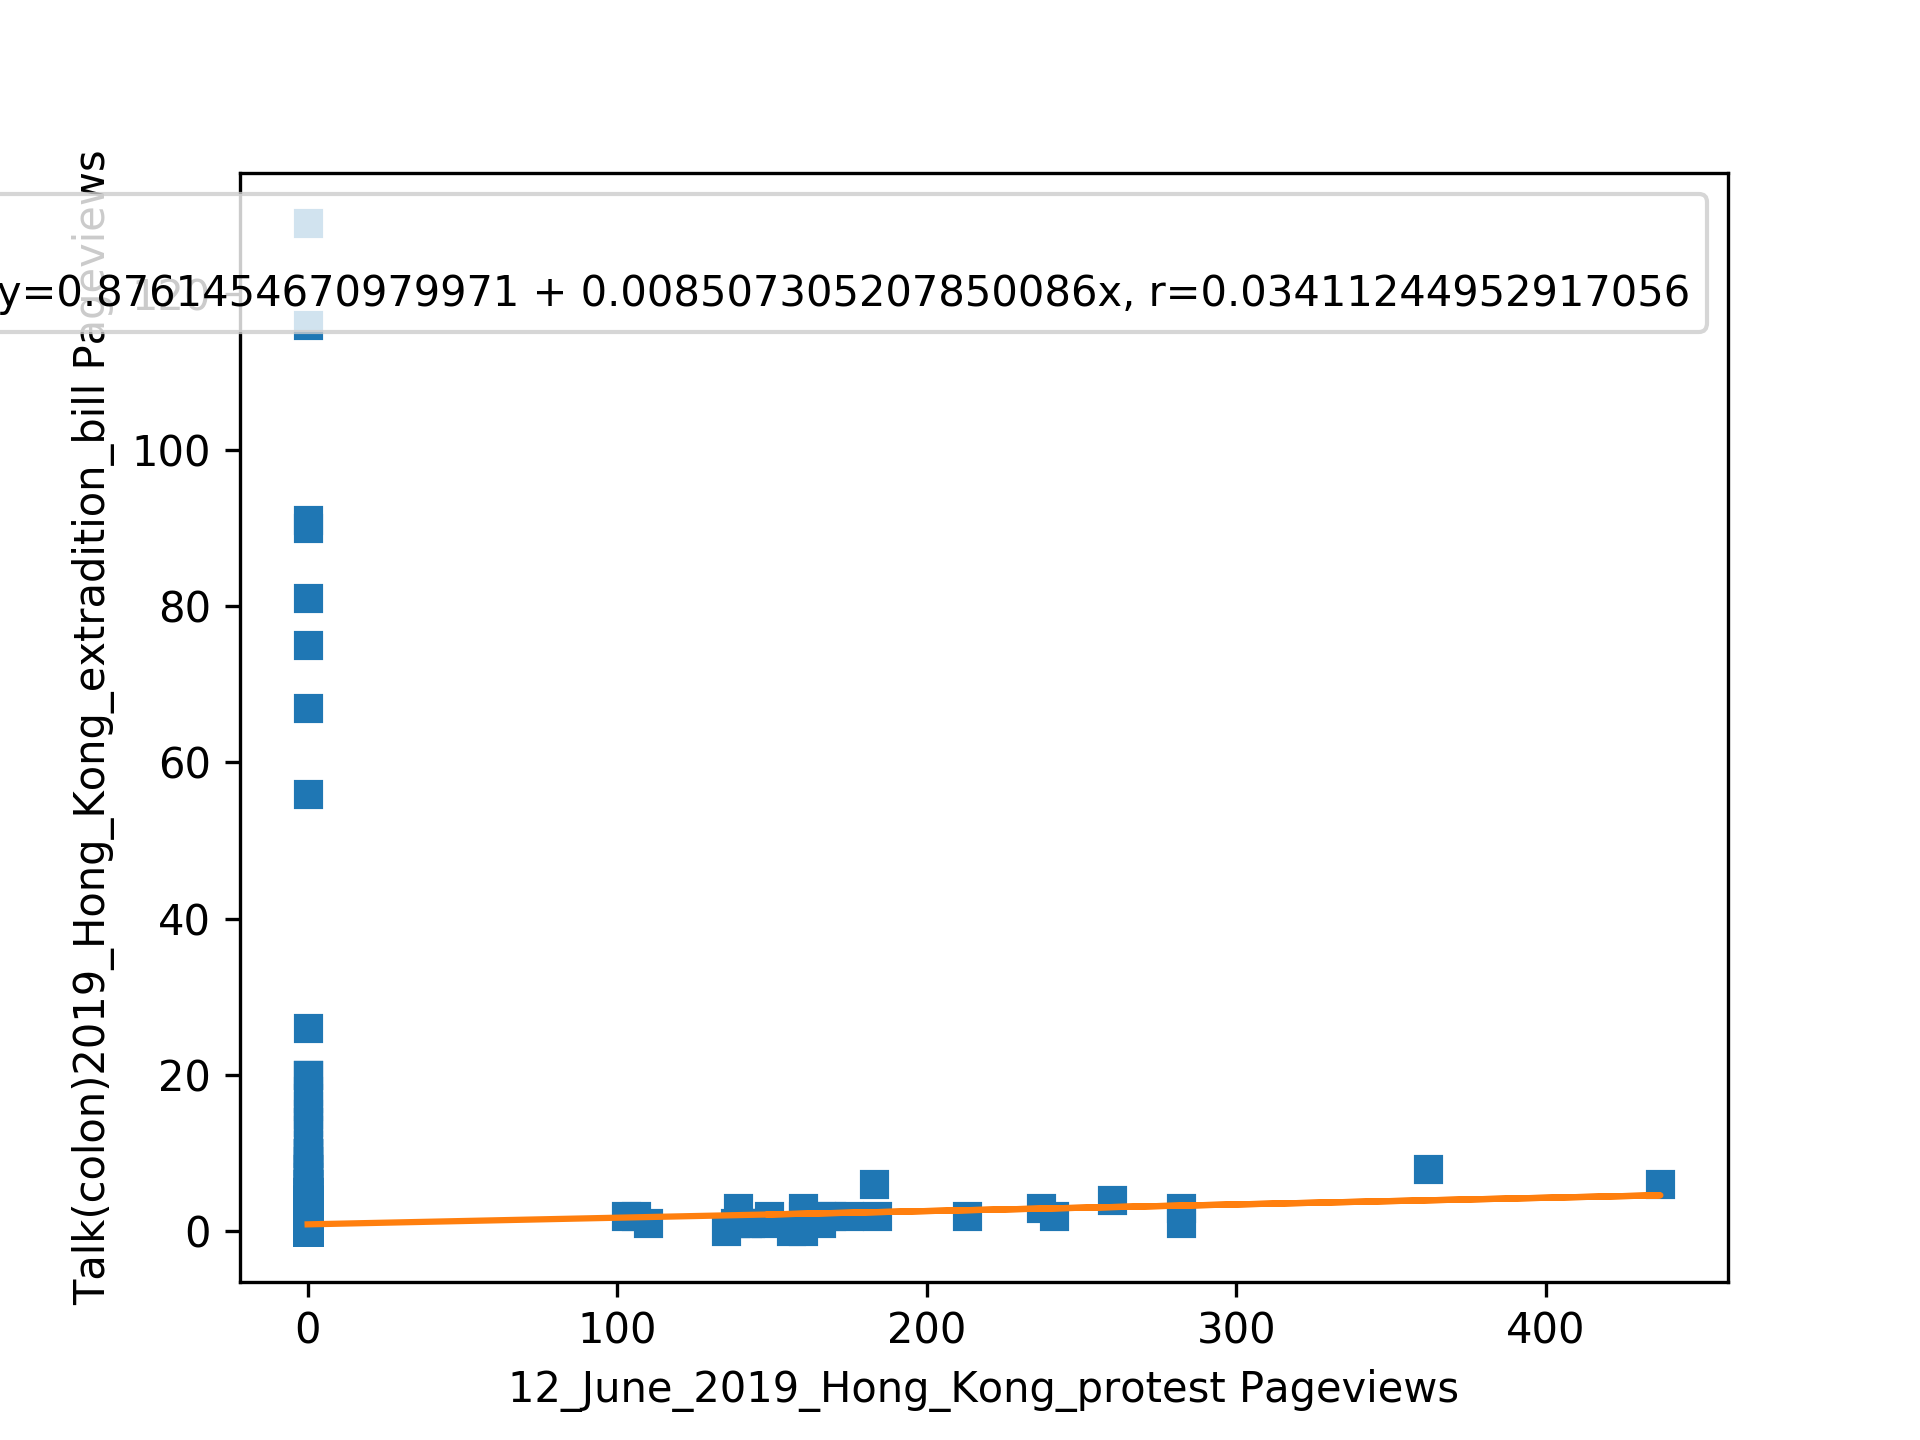 y=0.8761454670979971 + 0.008507305207850086x, r=0.03411244952917056
Talk(colon)2019_Hong_Kong_extradition_bill Pageviews
120
100
80
60
40
20
0
0 100 200 300 400
12_June_2019_Hong_Kong_protest Pageviews